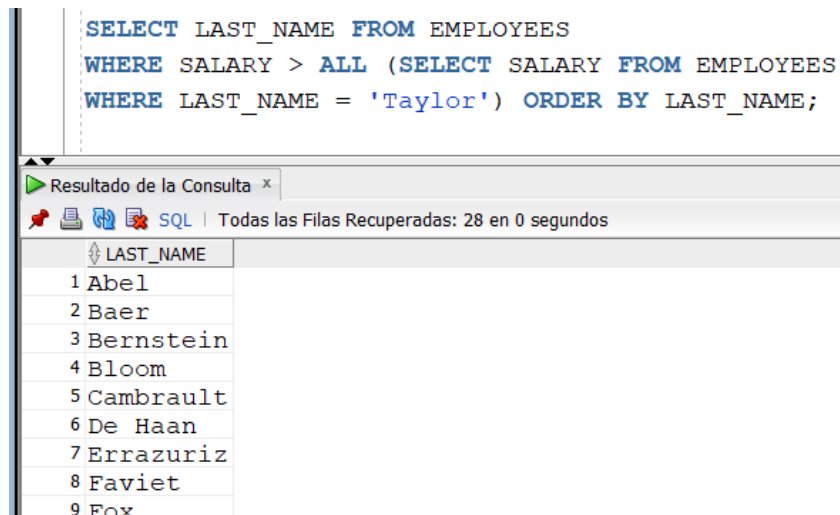 SELECT LAST_NAME FROM EMPLOYEES
WHERE SALARY > ALL (SELECT SALARY FROM EMPLOYEES
WHERE LAST_NAME = 'Taylor') ORDER BY LAST_NAME;
Resultado de la Consulta x
SQL | Todas las Filas Recuperadas: 28 en 0 segundos
LAST_NAME
1 Abel
2 Baer
3 Bernstein
4 Bloom
5 Cambrault
6 De Haan
7 Errazuriz
8 Faviet
9 Fox